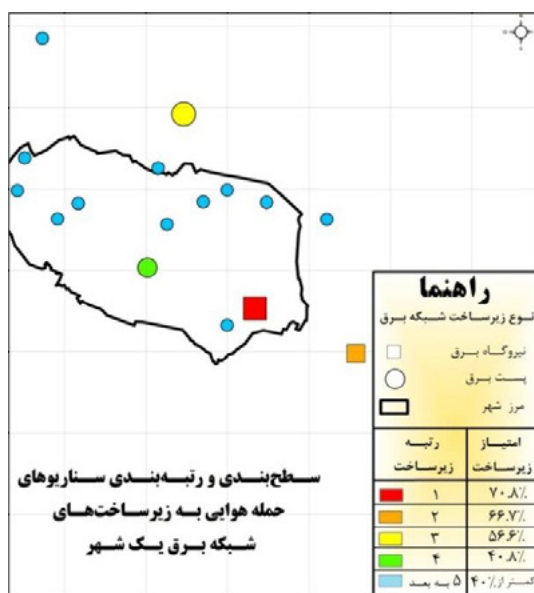 راهنما
نوع زیرساخت شبکه برق
نیروگاه برق
پست برق
مرز شهر
رتبه زیرساخت امتیاز زیرساخت
۱ ۷۰.۸٪
۲ ۶۶.۷٪
۳ ۵۶.۶٪
۴ ۴۰.۸٪
۵ به بعد کمتر از ۴۰٪
سطح‌بندی و رتبه‌بندی سناریوهای
حمله هوایی به زیرساخت‌های
شبکه برق یک شهر